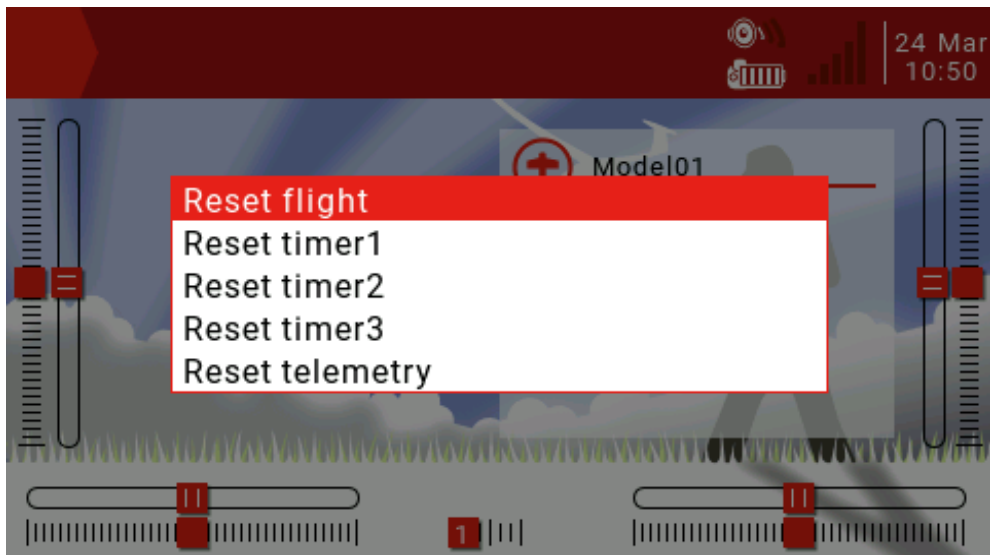 24 Mar
10:50
Model01
Reset flight
Reset timer1
Reset timer2
Reset timer3
Reset telemetry
1